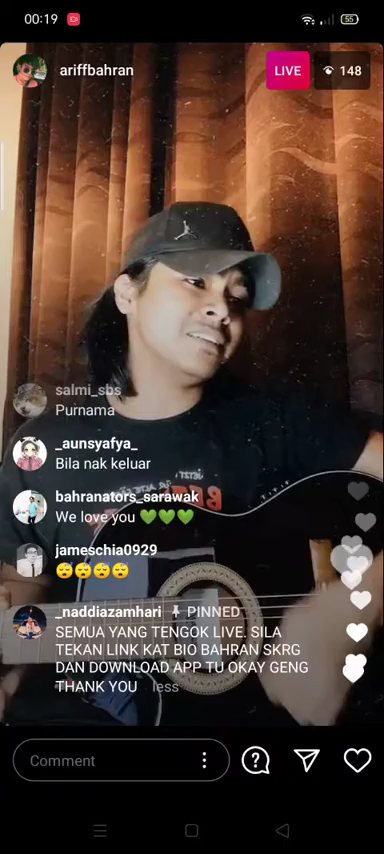 00:19
55
ariffbahran
LIVE
148
salmi_sbs
Purnama
_aunsyafya_
Bila nak keluar
bahranators_sarawak
We love you 💚💚💚
jameschia0929
😴😴😴😴
_naddiazamhari PINNED
SEMUA YANG TENGOK LIVE. SILA
TEKAN LINK KAT BIO BAHRAN SKRG
DAN DOWNLOAD APP TU OKAY GENG
THANK YOU less
Comment